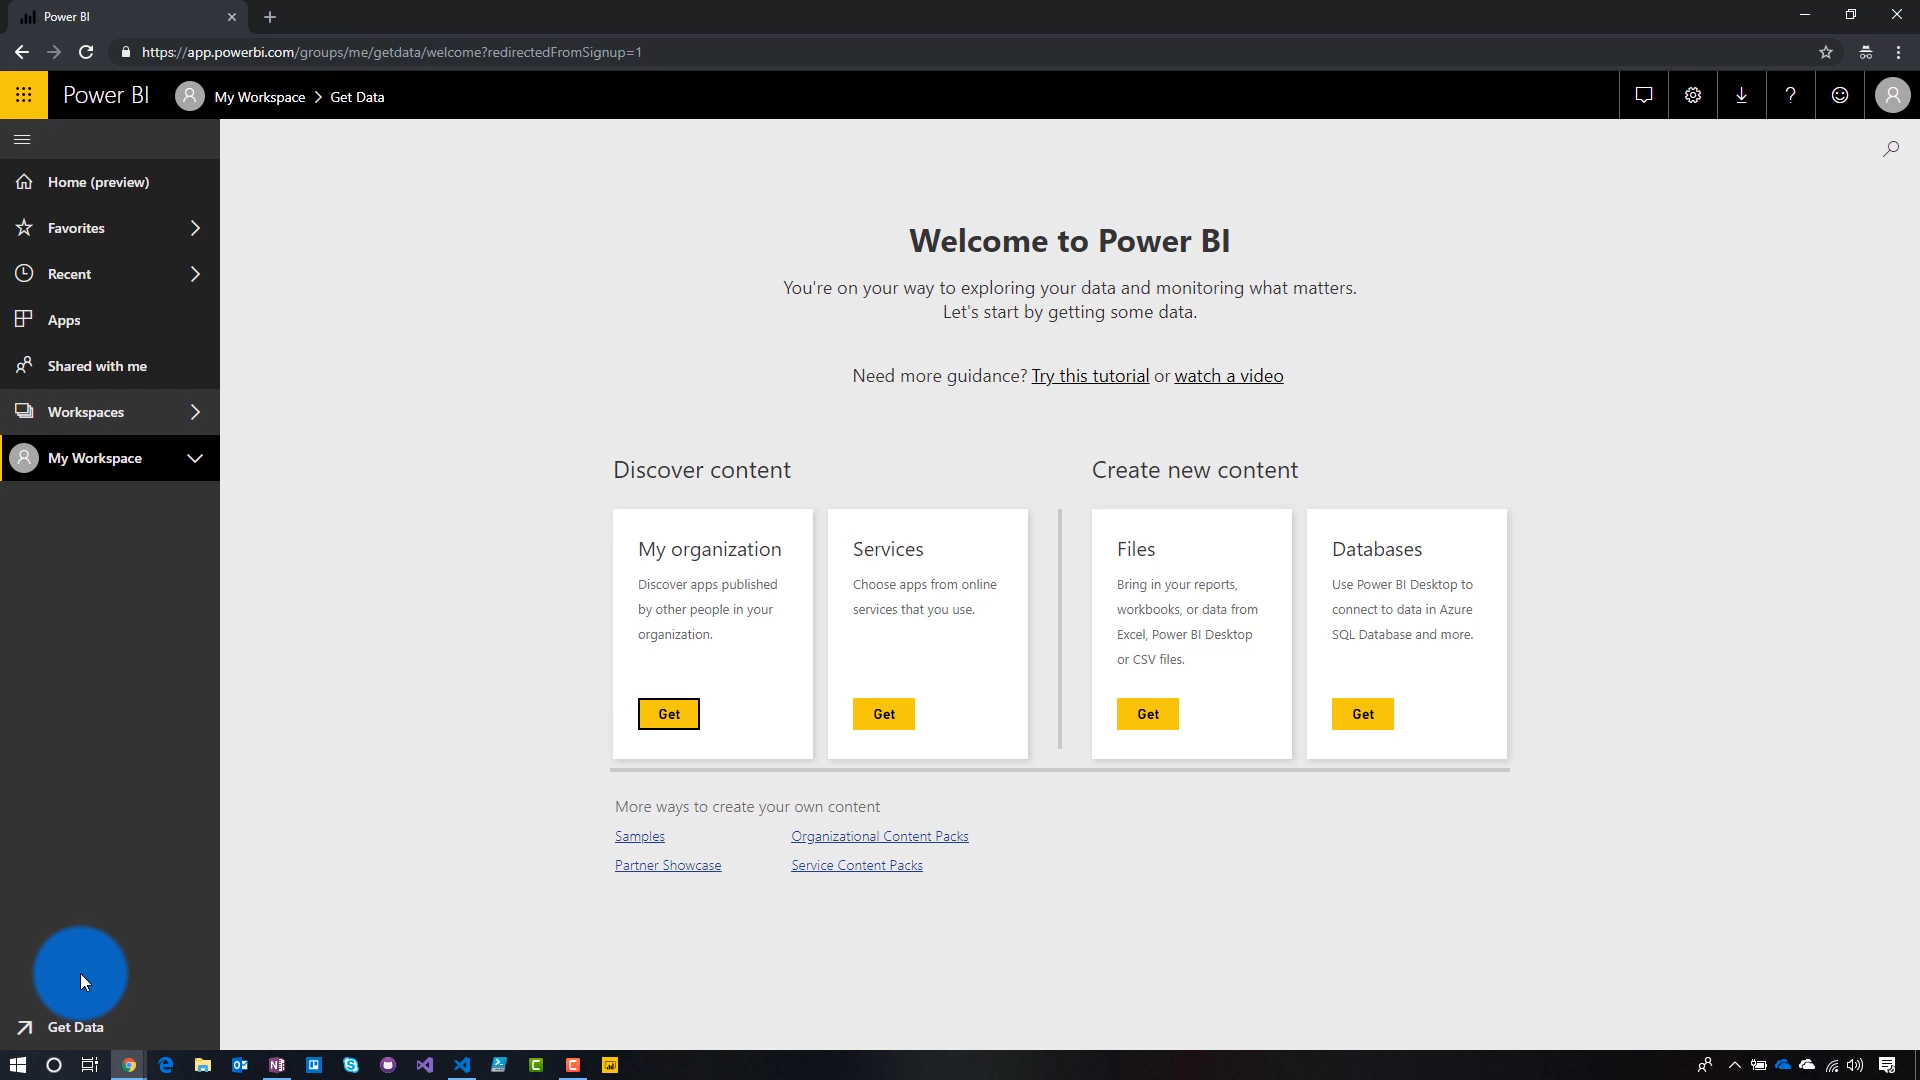 Power BI
https://app.powerbi.com/groups/me/getdata/welcome?redirectedFromSignup=1
Power BI
My Workspace > Get Data
Home (preview)
Favorites
Recent
Apps
Shared with me
Workspaces
My Workspace
Get Data
Welcome to Power BI
You're on your way to exploring your data and monitoring what matters.
Let's start by getting some data.
Need more guidance? Try this tutorial or watch a video
Discover content
My organization
Discover apps published
by other people in your
organization.
Get
Services
Choose apps from online
services that you use.
Get
Create new content
Files
Bring in your reports,
workbooks, or data from
Excel, Power BI Desktop
or CSV files.
Get
Databases
Use Power BI Desktop to
connect to data in Azure
SQL Database and more.
Get
More ways to create your own content
Samples
Organizational Content Packs
Partner Showcase
Service Content Packs